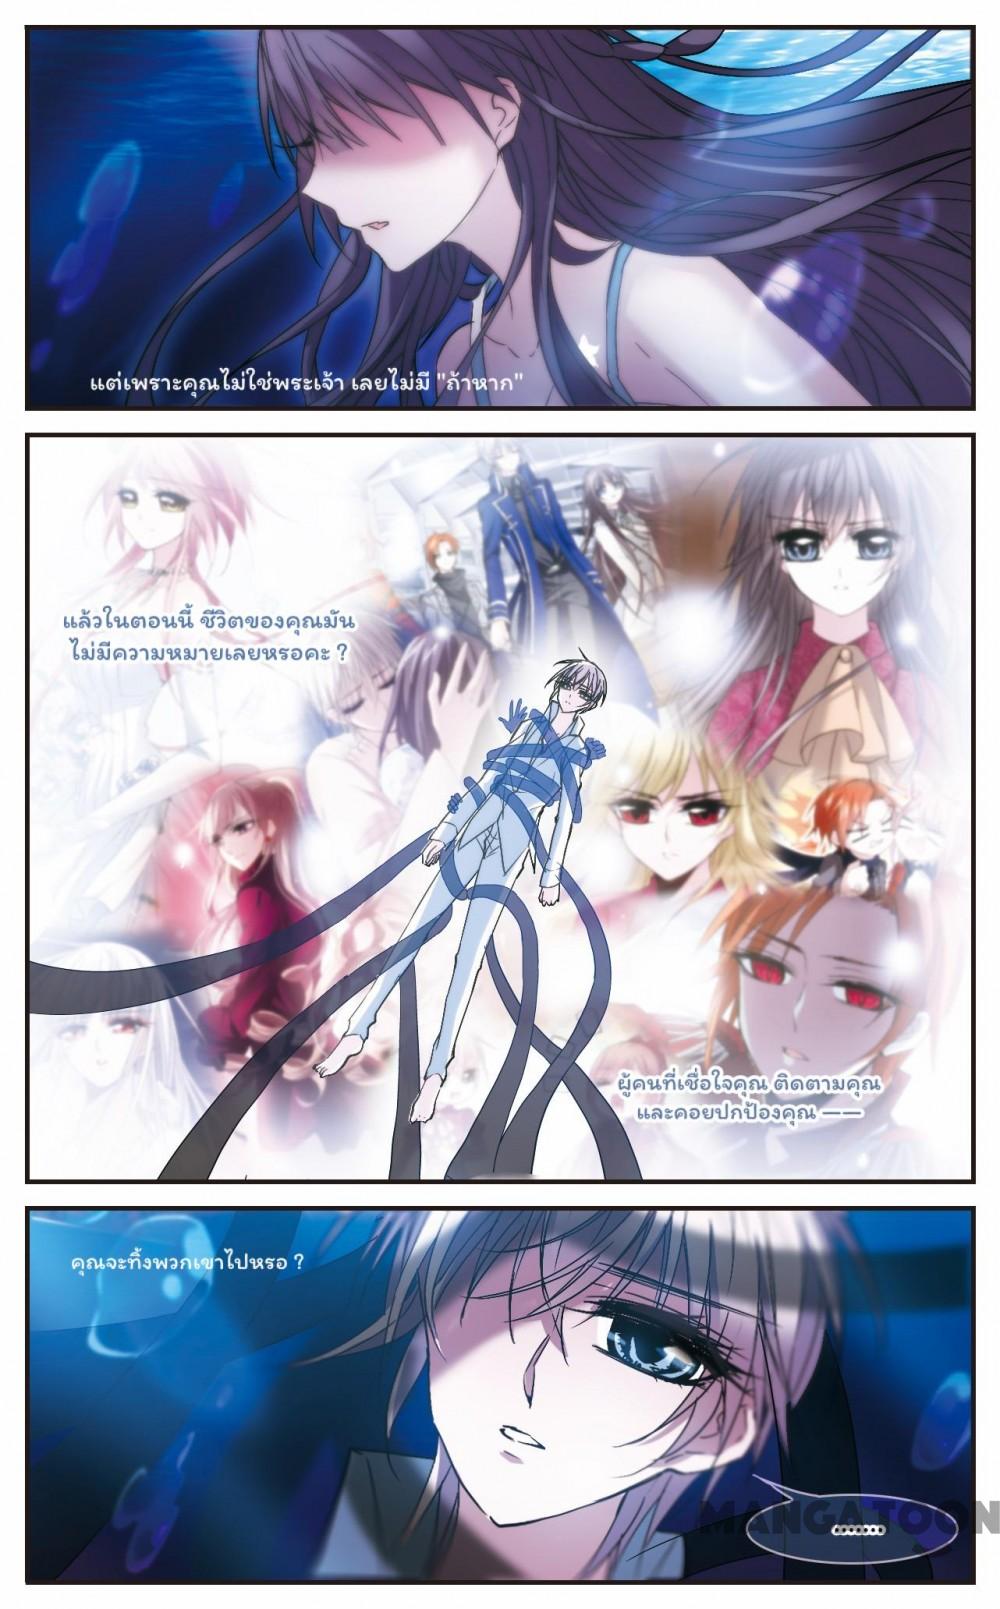 แต่เพราะคุณไม่ใช่พระเจ้า เลยไม่มี "ถ้าหาก"
แล้วในตอนนี้ ชีวิตของคุณมัน
ไม่มีความหมายเลยหรอคะ ?
ผู้คนที่เชื่อใจคุณ ติดตามคุณ
และคอยปกป้องคุณ ——
คุณจะทิ้งพวกเขาไปหรอ ?
MANGATOON